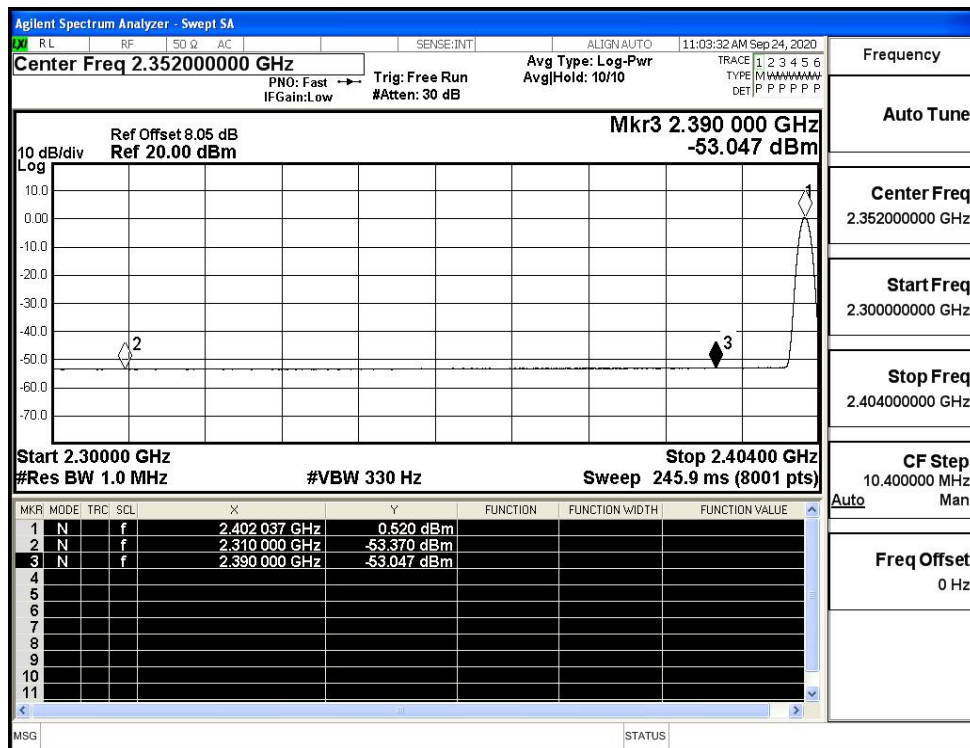 Agilent Spectrum Analyzer - Swept SA
LXI RL RF 50 Ω AC SENSE:INT ALIGN AUTO 11:03:32 AM Sep 24, 2020
Center Freq 2.352000000 GHz
PNO: Fast
IFGain:Low
Trig: Free Run
#Atten: 30 dB
Avg Type: Log-Pwr
Avg|Hold: 10/10
TRACE 1 2 3 4 5 6
TYPE M WWWWW
DET P P P P P P
Ref Offset 8.05 dB
10 dB/div Ref 20.00 dBm
Log
Mkr3 2.390 000 GHz
-53.047 dBm
10.0
0.00
-10.0
-20.0
-30.0
-40.0
-50.0
-60.0
-70.0
1
2
3
Start 2.30000 GHz Stop 2.40400 GHz
#Res BW 1.0 MHz #VBW 330 Hz Sweep 245.9 ms (8001 pts)
MKR MODE TRC SCL X Y FUNCTION FUNCTION WIDTH FUNCTION VALUE
1 N f 2.402 037 GHz 0.520 dBm
2 N f 2.310 000 GHz -53.370 dBm
3 N f 2.390 000 GHz -53.047 dBm
4
5
6
7
8
9
10
11
MSG STATUS
Frequency
Auto Tune
Center Freq
2.352000000 GHz
Start Freq
2.300000000 GHz
Stop Freq
2.404000000 GHz
CF Step
10.400000 MHz
Auto Man
Freq Offset
0 Hz